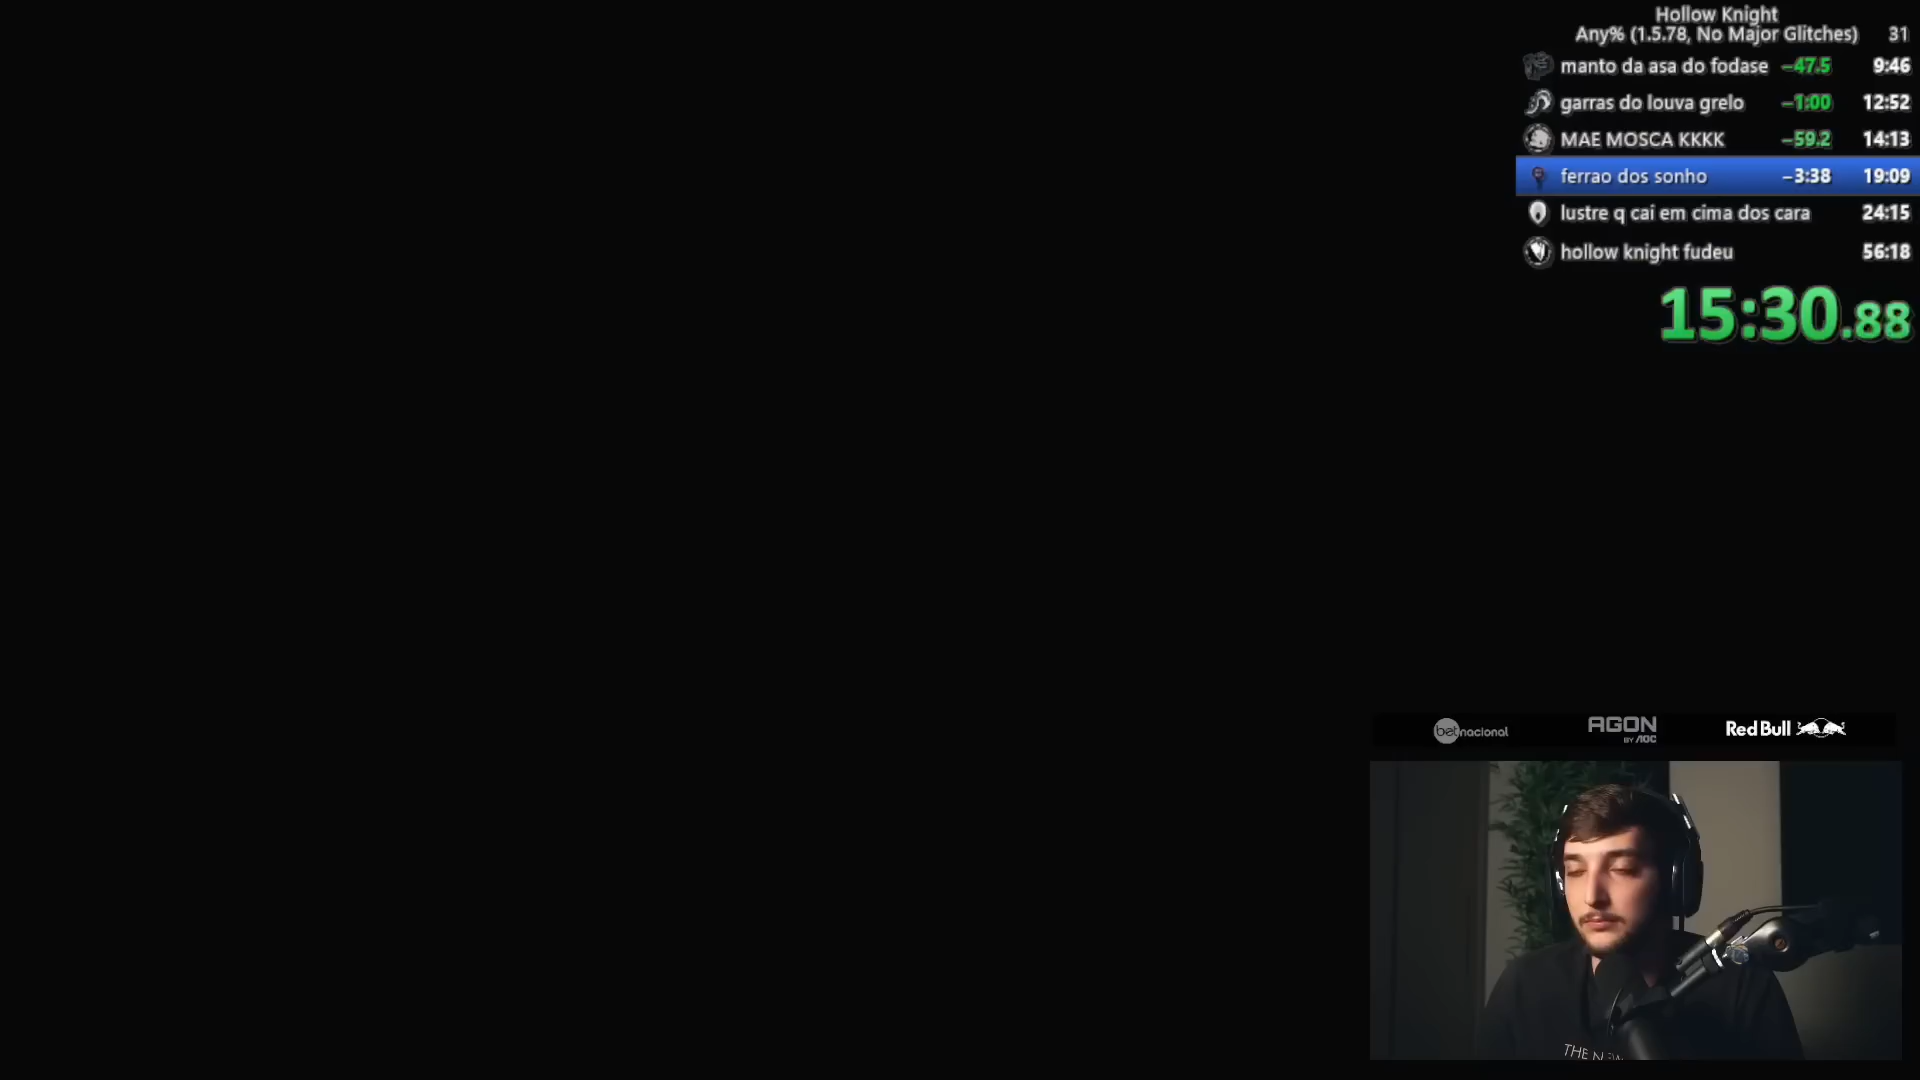 Hollow Knight
Any% (1.5.78, No Major Glitches) 31
manto da asa do fodase −47.5 9:46
garras do louva grelo −1:00 12:52
MAE MOSCA KKKK −59.2 14:13
ferrao dos sonho −3:38 19:09
lustre q cai em cima dos cara 24:15
hollow knight fudeu 56:18
15:30.88
betnacional AGON BY AOC Red Bull
THE